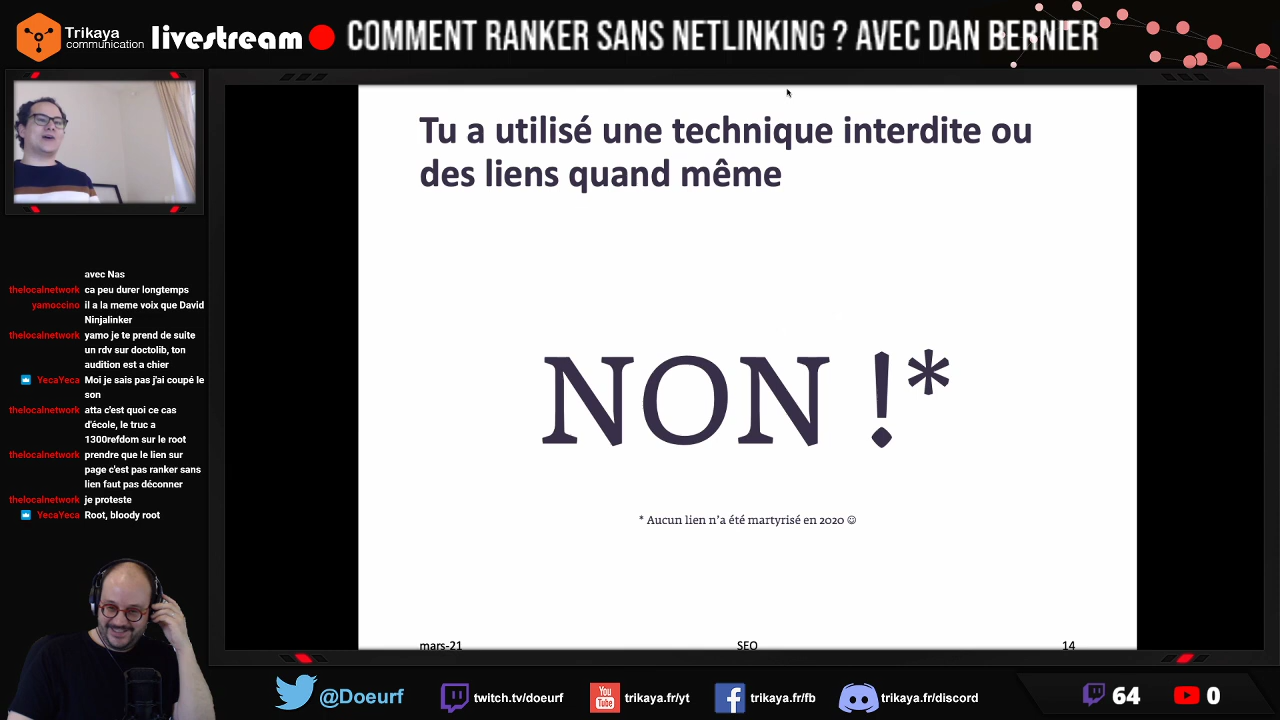 Trikaya
communication
livestream
COMMENT RANKER SANS NETLINKING ? AVEC DAN BERNIER
Tu a utilisé une technique interdite ou
des liens quand même
NON !*
* Aucun lien n'a été martyrisé en 2020 ☺
mars-21
SEO
14
avec Nas
thelocalnetwork ca peu durer longtemps
yamoccino il a la meme voix que David
Ninjalinker
thelocalnetwork yamo je te prend de suite
un rdv sur doctolib, ton
audition est a chier
YecaYeca Moi je sais pas j'ai coupé le
son
thelocalnetwork atta c'est quoi ce cas
d'école, le truc a
1300refdom sur le root
thelocalnetwork prendre que le lien sur
page c'est pas ranker sans
lien faut pas déconner
thelocalnetwork je proteste
YecaYeca Root, bloody root
@Doeurf
twitch.tv/doeurf
You
Tube
trikaya.fr/yt
trikaya.fr/fb
trikaya.fr/discord
64
0